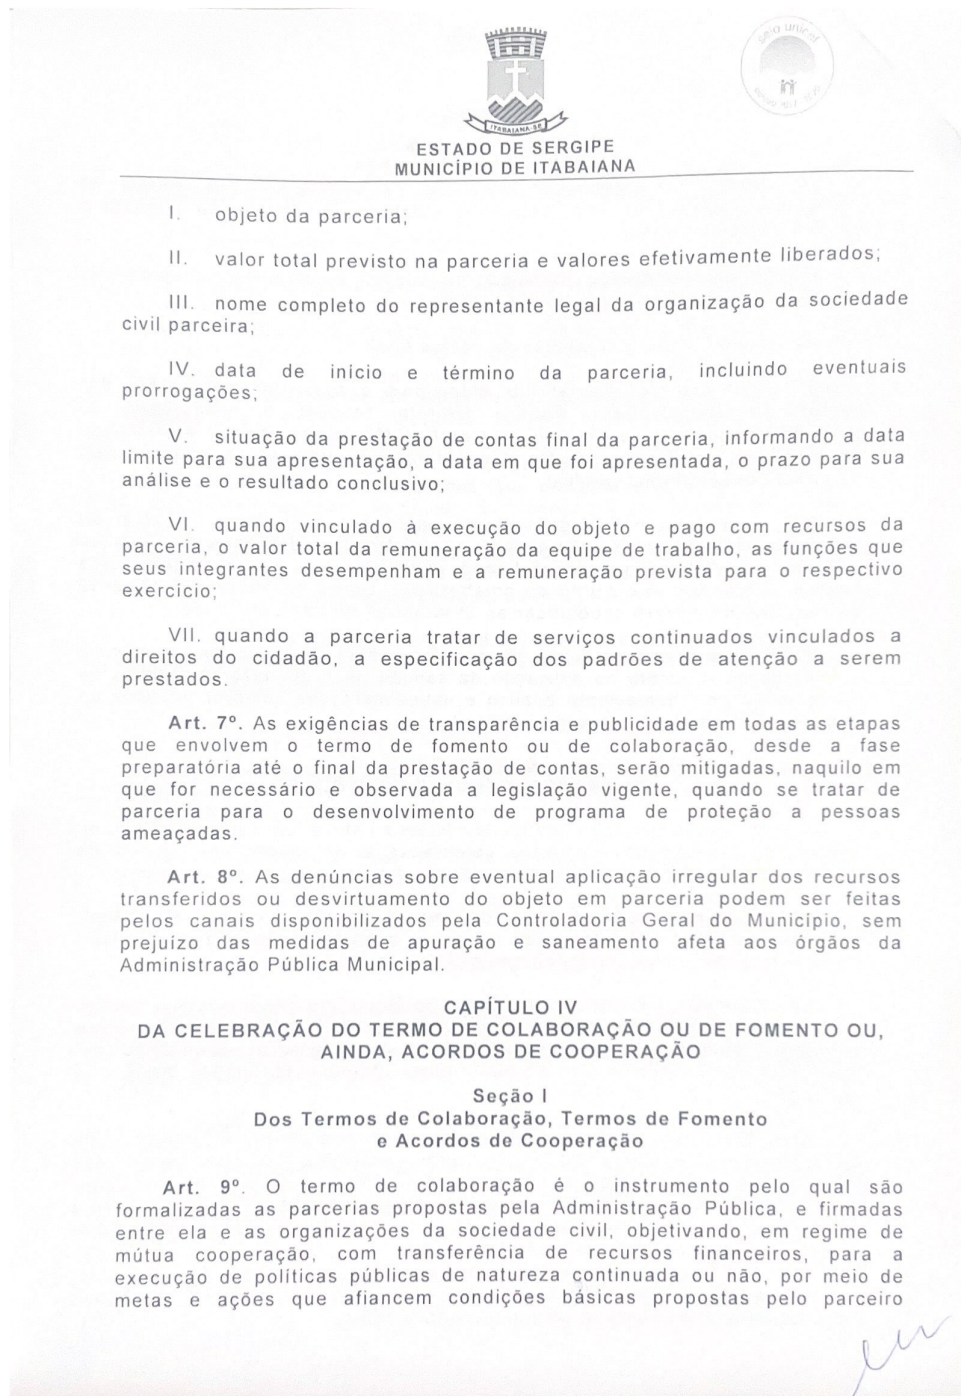 ITABAIANA-SE
ESTADO DE SERGIPE
MUNICÍPIO DE ITABAIANA
I. objeto da parceria;
II. valor total previsto na parceria e valores efetivamente liberados;
III. nome completo do representante legal da organização da sociedade
civil parceira;
IV. data de início e término da parceria, incluindo eventuais
prorrogações;
V. situação da prestação de contas final da parceria, informando a data
limite para sua apresentação, a data em que foi apresentada, o prazo para sua
análise e o resultado conclusivo;
VI. quando vinculado à execução do objeto e pago com recursos da
parceria, o valor total da remuneração da equipe de trabalho, as funções que
seus integrantes desempenham e a remuneração prevista para o respectivo
exercício;
VII. quando a parceria tratar de serviços continuados vinculados a
direitos do cidadão, a especificação dos padrões de atenção a serem
prestados.
Art. 7º. As exigências de transparência e publicidade em todas as etapas
que envolvem o termo de fomento ou de colaboração, desde a fase
preparatória até o final da prestação de contas, serão mitigadas, naquilo em
que for necessário e observada a legislação vigente, quando se tratar de
parceria para o desenvolvimento de programa de proteção a pessoas
ameaçadas.
Art. 8º. As denúncias sobre eventual aplicação irregular dos recursos
transferidos ou desvirtuamento do objeto em parceria podem ser feitas
pelos canais disponibilizados pela Controladoria Geral do Município, sem
prejuízo das medidas de apuração e saneamento afeta aos órgãos da
Administração Pública Municipal.
CAPÍTULO IV
DA CELEBRAÇÃO DO TERMO DE COLABORAÇÃO OU DE FOMENTO OU,
AINDA, ACORDOS DE COOPERAÇÃO
Seção I
Dos Termos de Colaboração, Termos de Fomento
e Acordos de Cooperação
Art. 9º. O termo de colaboração é o instrumento pelo qual são
formalizadas as parcerias propostas pela Administração Pública, e firmadas
entre ela e as organizações da sociedade civil, objetivando, em regime de
mútua cooperação, com transferência de recursos financeiros, para a
execução de políticas públicas de natureza continuada ou não, por meio de
metas e ações que afiancem condições básicas propostas pelo parceiro